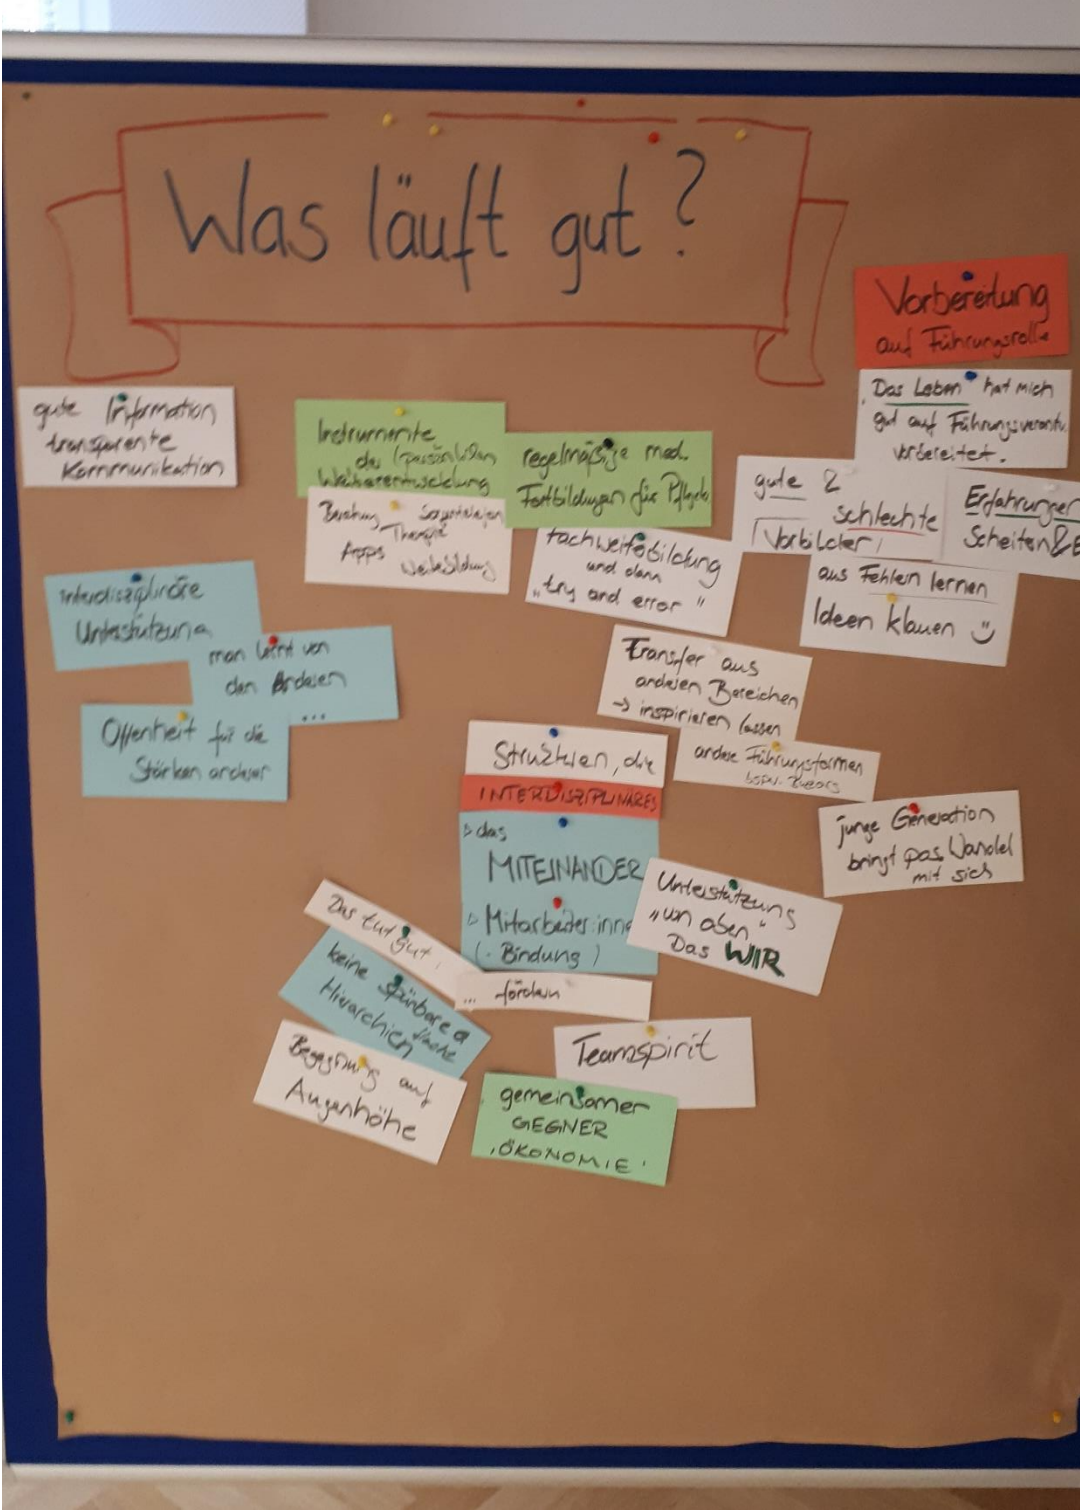 Was läuft gut?
Vorbereitung
auf Führungsrolle
"Das Leben" hat mich
gut auf Führungsverantw.
vorbereitet.
gute Information
transparente
Kommunikation
Instrumente
der (persönlichen
Weiterentwicklung
Beratung
Therapie
Apps Weiterbildung
regelmäßige med.
Fortbildungen für Pflege
Fachweiterbildung
und dann
"try and error"
gute &
schlechte
Vorbilder
Erfahrungen
Scheitern &
aus Fehlern lernen
Ideen klauen
interdisziplinäre
Unterstützung
man lernt von
den Anderen
...
Offenheit für die
Stärken anderer
Transfer aus
anderen Bereichen
→ inspirieren lassen
andere Führungsformen
bspw.
junge Generation
bringt pos. Wandel
mit sich
Strukturen, die
INTERDISZIPLINÄRES
▹ das
MITEINANDER
▹ Mitarbeiter:inne
(- Bindung)
... fördern
Unterstützung
"von oben"
Das WIR
Das tut gut.
keine spürbare
Hierarchien flache
Begegnung auf
Augenhöhe
Teamspirit
gemeinsamer
GEGNER
'ÖKONOMIE'